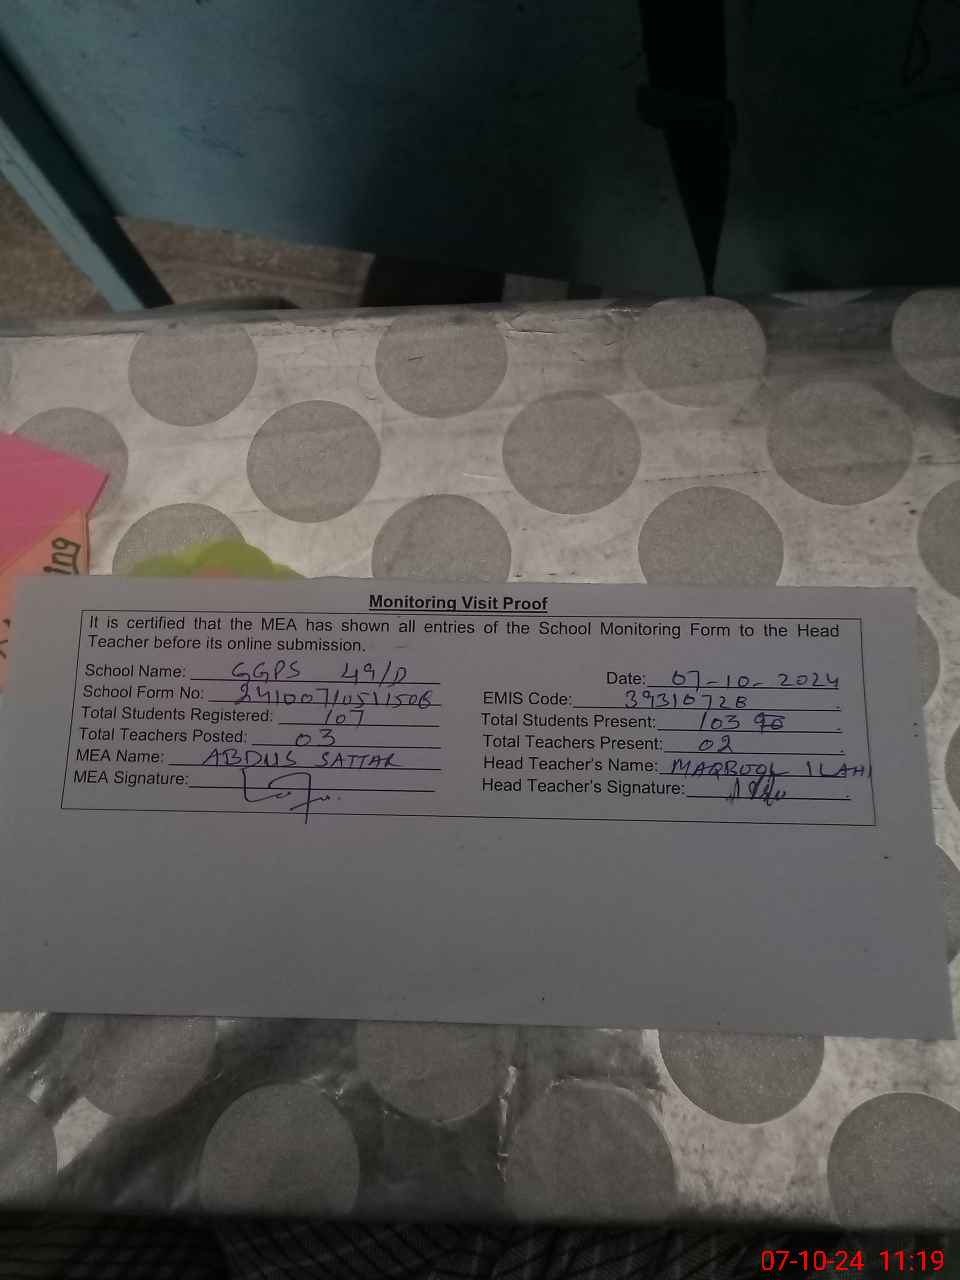 ing
Monitoring Visit Proof
It is certified that the MEA has shown all entries of the School Monitoring Form to the Head
Teacher before its online submission.
School Name: GGPS 49/D Date: 07-10-2024
School Form No: 2410071051150B EMIS Code: 39310728
Total Students Registered: 107 Total Students Present: 103
Total Teachers Posted: 03 Total Teachers Present: 02
MEA Name: ABDUS SATTAR Head Teacher's Name: MAQBOOL ILAHI
MEA Signature: Head Teacher's Signature:
07-10-24 11:19